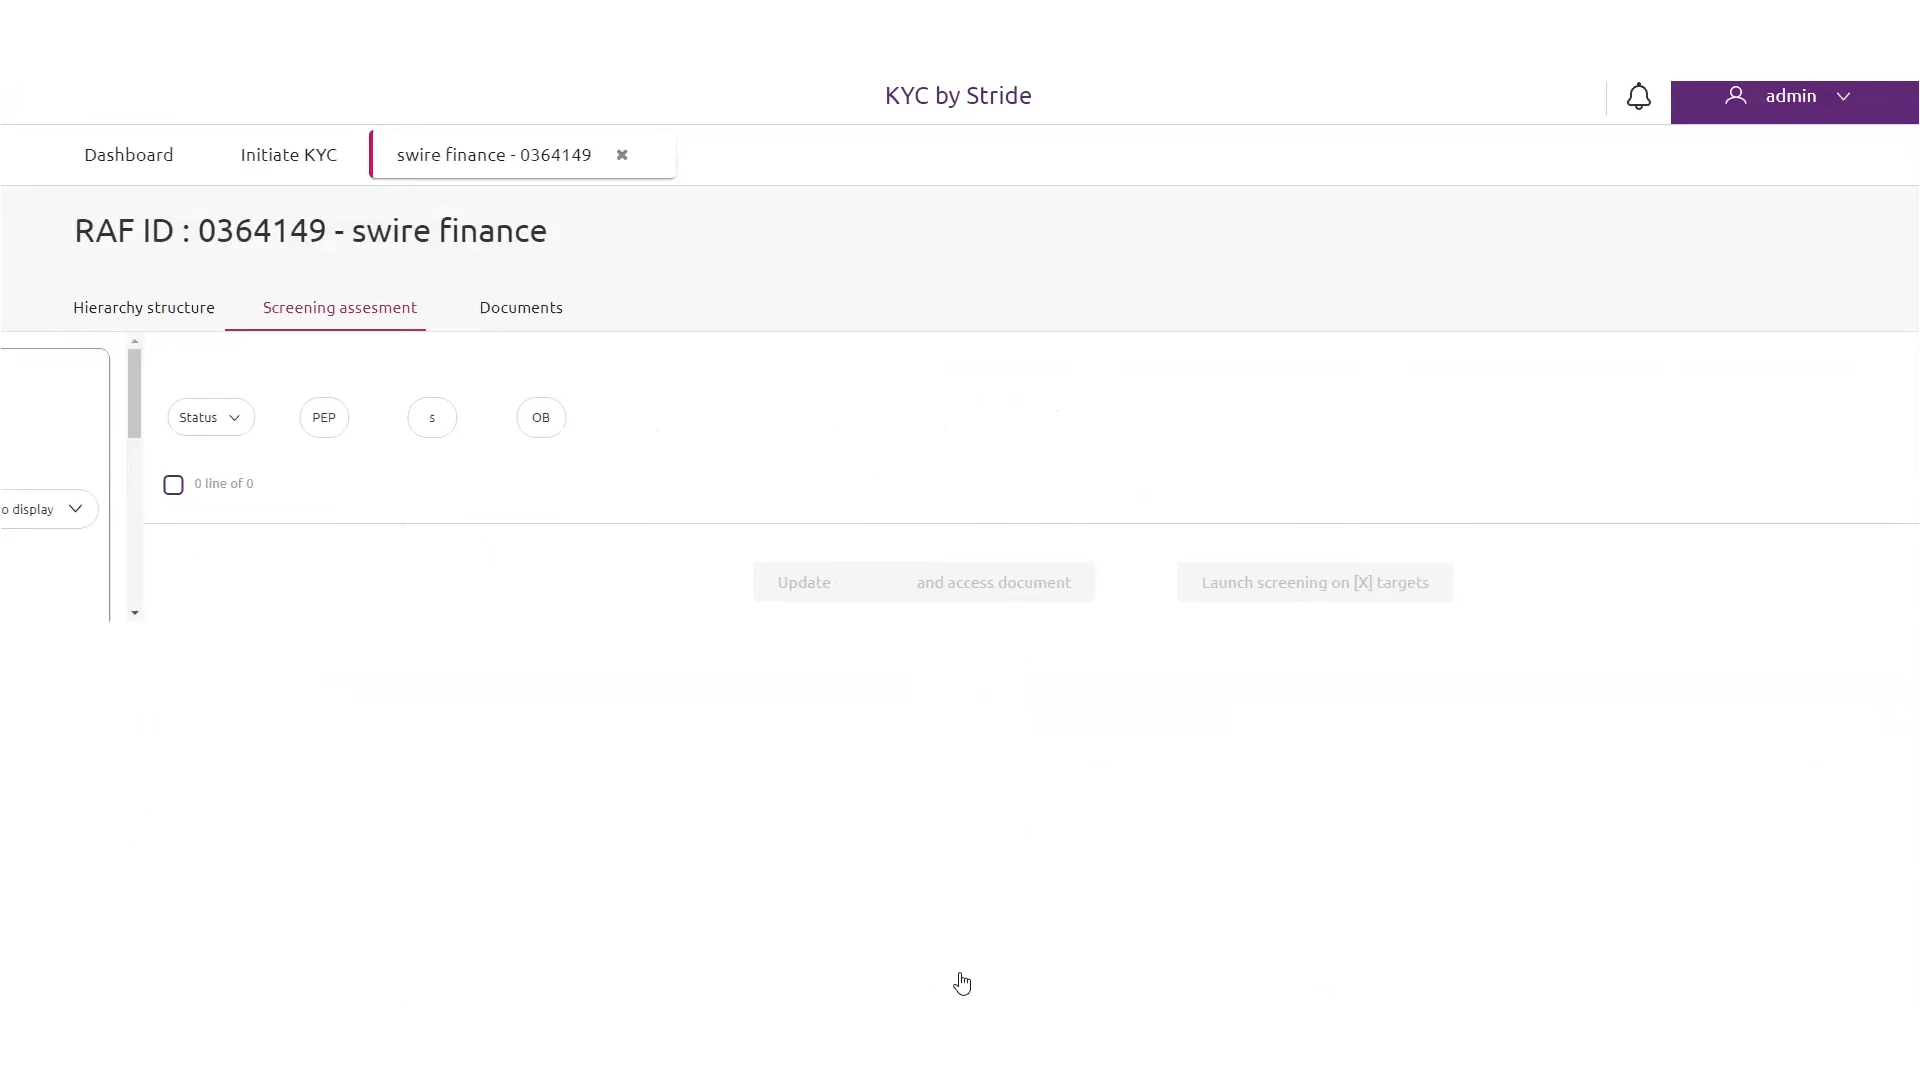 KYC by Stride
admin
Dashboard
Initiate KYC
swire finance - 0364149
RAF ID : 0364149 - swire finance
Hierarchy structure
Screening assesment
Documents
Status
PEP
s
OB
0 line of 0
o display
Update and access document
Launch screening on [X] targets